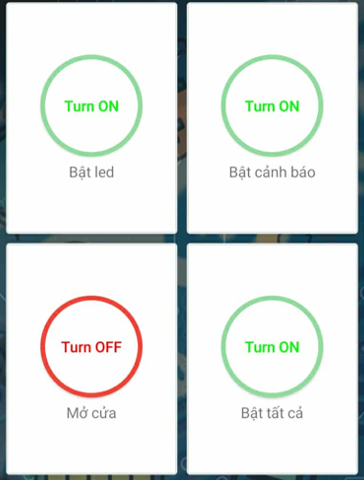 Turn ON
Bật led
Turn ON
Bật cảnh báo
Turn OFF
Mở cửa
Turn ON
Bật tất cả